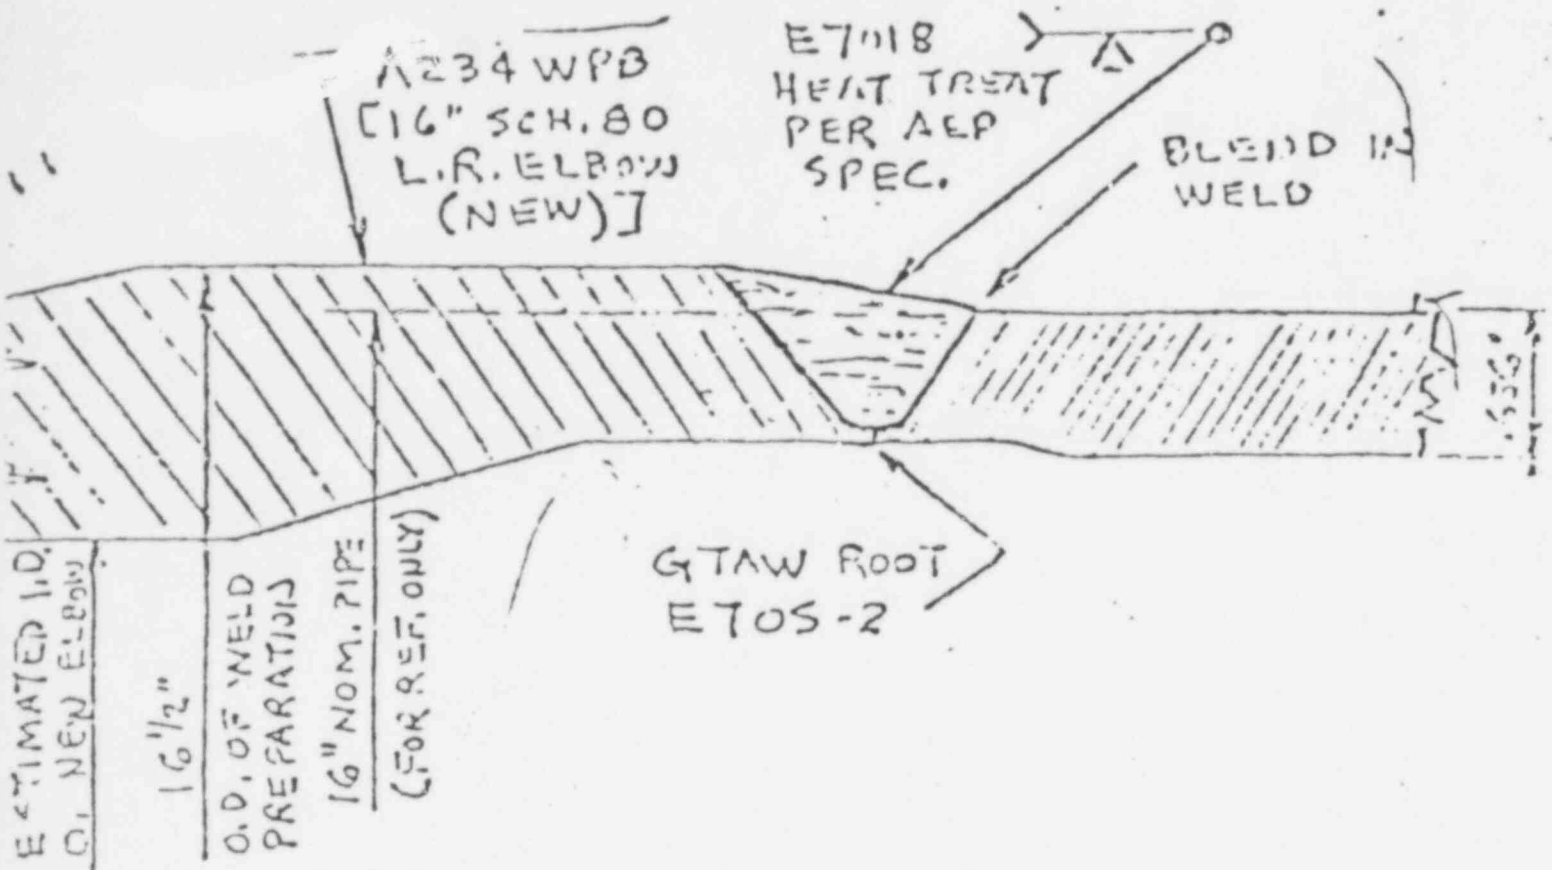 A234 WPB
[16" SCH. 80
L.R. ELBOW
(NEW)]
E7018
HEAT TREAT
PER AEP
SPEC.
BLEND IN
WELD
GTAW ROOT
E70S-2
ESTIMATED I.D.
O. NEW ELBOW
16 1/2"
O.D. OF WELD
PREPARATION
16" NOM. PIPE
(FOR REF. ONLY)